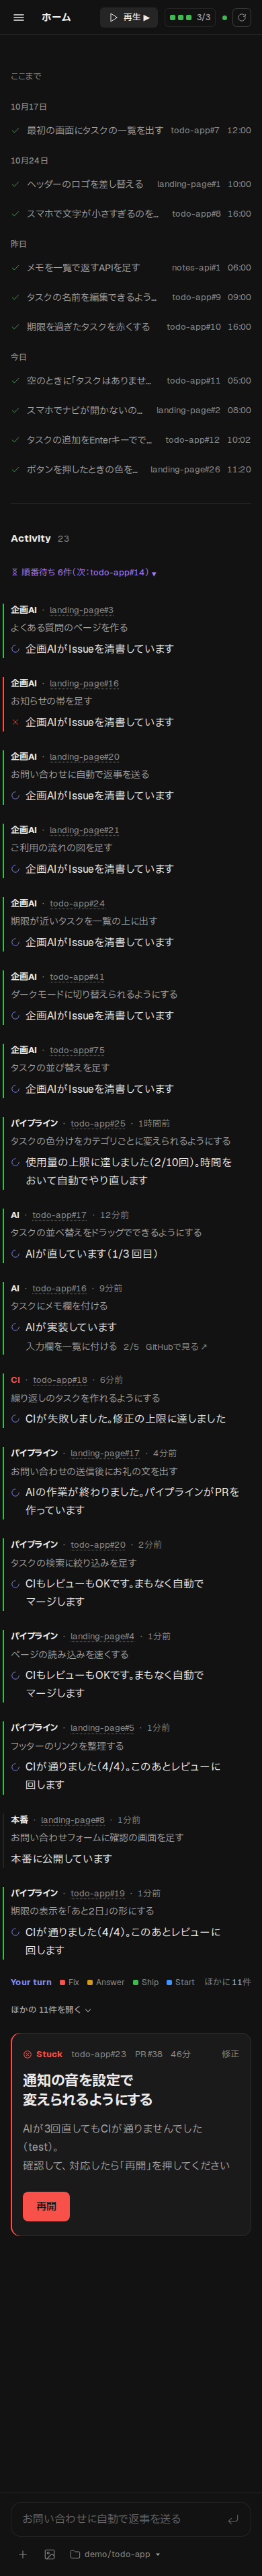 ホーム
再生 ▶
3/3
ここまで
10月17日
最初の画面にタスクの一覧を出す todo-app#7 12:00
10月24日
ヘッダーのロゴを差し替える landing-page#1 10:00
スマホで文字が小さすぎるのを… todo-app#8 16:00
昨日
メモを一覧で返すAPIを足す notes-api#1 06:00
タスクの名前を編集できるよう… todo-app#9 09:00
期限を過ぎたタスクを赤くする todo-app#10 16:00
今日
空のときに「タスクはありませ… todo-app#11 05:00
スマホでナビが開かないの… landing-page#2 08:00
タスクの追加をEnterキーでで… todo-app#12 10:02
ボタンを押したときの色を… landing-page#26 11:20
Activity 23
順番待ち 6件（次：todo-app#14）▾
企画AI · landing-page#3
よくある質問のページを作る
企画AIがIssueを清書しています
企画AI · landing-page#16
お知らせの帯を足す
企画AIがIssueを清書しています
企画AI · landing-page#20
お問い合わせに自動で返事を送る
企画AIがIssueを清書しています
企画AI · landing-page#21
ご利用の流れの図を足す
企画AIがIssueを清書しています
企画AI · todo-app#24
期限が近いタスクを一覧の上に出す
企画AIがIssueを清書しています
企画AI · todo-app#41
ダークモードに切り替えられるようにする
企画AIがIssueを清書しています
企画AI · todo-app#75
タスクの並び替えを足す
企画AIがIssueを清書しています
パイプライン · todo-app#25 · 1時間前
タスクの色分けをカテゴリごとに変えられるようにする
使用量の上限に達しました（2/10回）。時間を
おいて自動でやり直します
AI · todo-app#17 · 12分前
タスクの並べ替えをドラッグでできるようにする
AIが直しています（1/3 回目）
AI · todo-app#16 · 9分前
タスクにメモ欄を付ける
AIが実装しています
入力欄を一覧に付ける 2/5 GitHubで見る ↗
CI · todo-app#18 · 6分前
繰り返しのタスクを作れるようにする
CIが失敗しました。修正の上限に達しました
パイプライン · landing-page#17 · 4分前
お問い合わせの送信後にお礼の文を出す
AIの作業が終わりました。パイプラインがPRを
作っています
パイプライン · todo-app#20 · 2分前
タスクの検索に絞り込みを足す
CIもレビューもOKです。まもなく自動で
マージします
パイプライン · landing-page#4 · 1分前
ページの読み込みを速くする
CIもレビューもOKです。まもなく自動で
マージします
パイプライン · landing-page#5 · 1分前
フッターのリンクを整理する
CIが通りました（4/4）。このあとレビューに
回します
本番 · landing-page#8 · 1分前
お問い合わせフォームに確認の画面を足す
本番に公開しています
パイプライン · todo-app#19 · 1分前
期限の表示を「あと2日」の形にする
CIが通りました（4/4）。このあとレビューに
回します
Your turn Fix Answer Ship Start ほかに 11件
ほかの 11件を開く
Stuck todo-app#23 PR #38 46分 修正
通知の音を設定で
変えられるようにする
AIが3回直してもCIが通りませんでした
（test）。
確認して、対応したら「再開」を押してください
再開
お問い合わせに自動で返事を送る
demo/todo-app